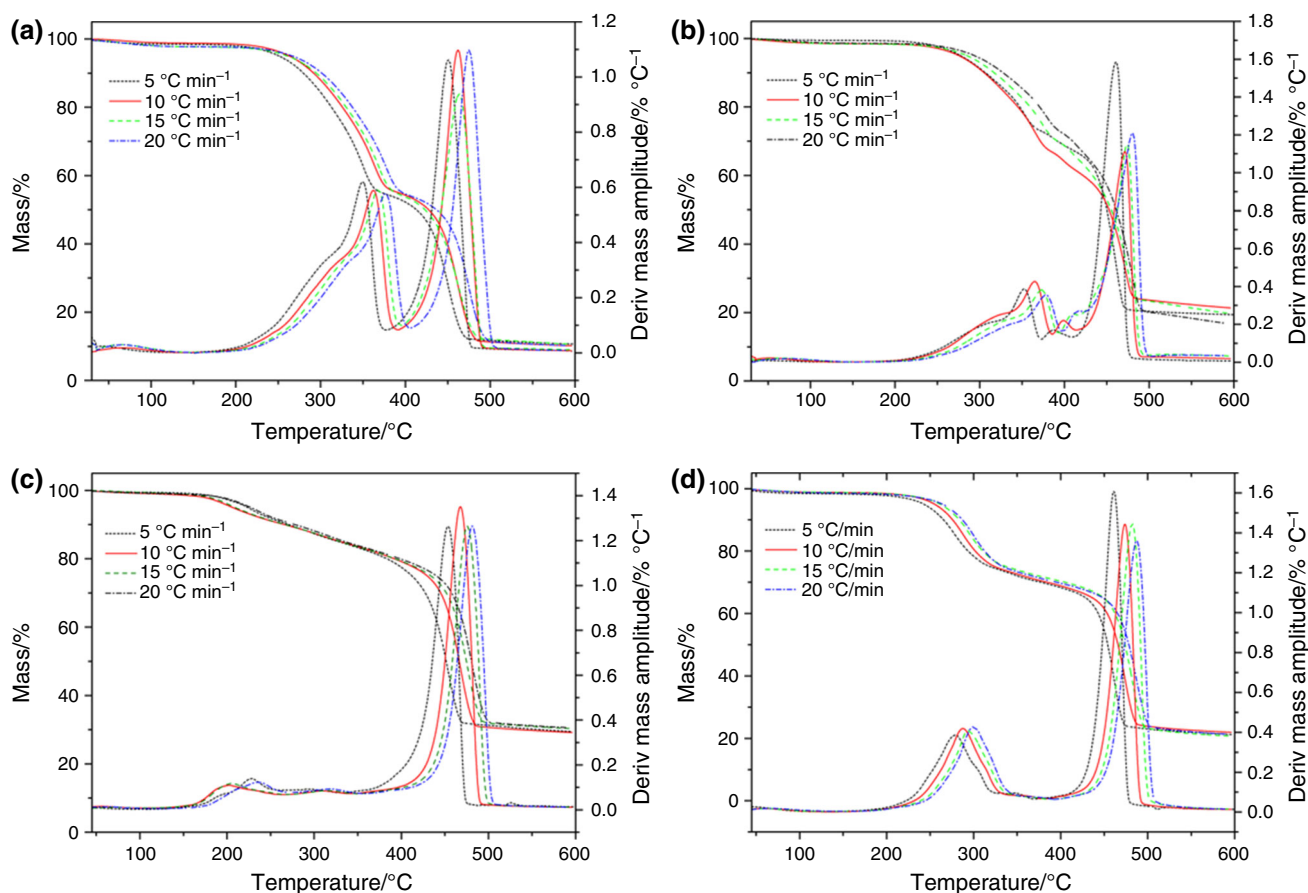 (a)
100
80
60
40
20
0
Mass/%
5 °C min⁻¹
10 °C min⁻¹
15 °C min⁻¹
20 °C min⁻¹
1.2
1.0
0.8
0.6
0.4
0.2
0.0
Deriv mass amplitude/% °C⁻¹
100 200 300 400 500 600
Temperature/°C
(b)
100
80
60
40
20
0
Mass/%
5 °C min⁻¹
10 °C min⁻¹
15 °C min⁻¹
20 °C min⁻¹
1.8
1.6
1.4
1.2
1.0
0.8
0.6
0.4
0.2
0.0
Deriv mass amplitude/% °C⁻¹
100 200 300 400 500 600
Temperature/°C
(c)
100
80
60
40
20
0
Mass/%
5 °C min⁻¹
10 °C min⁻¹
15 °C min⁻¹
20 °C min⁻¹
1.4
1.2
1.0
0.8
0.6
0.4
0.2
0.0
Deriv mass amplitude/% °C⁻¹
100 200 300 400 500 600
Temperature/°C
(d)
100
80
60
40
20
0
Mass/%
5 °C/min
10 °C/min
15 °C/min
20 °C/min
1.6
1.4
1.2
1.0
0.8
0.6
0.4
0.2
0.0
Deriv mass amplitude/% °C⁻¹
100 200 300 400 500 600
Temperature/°C